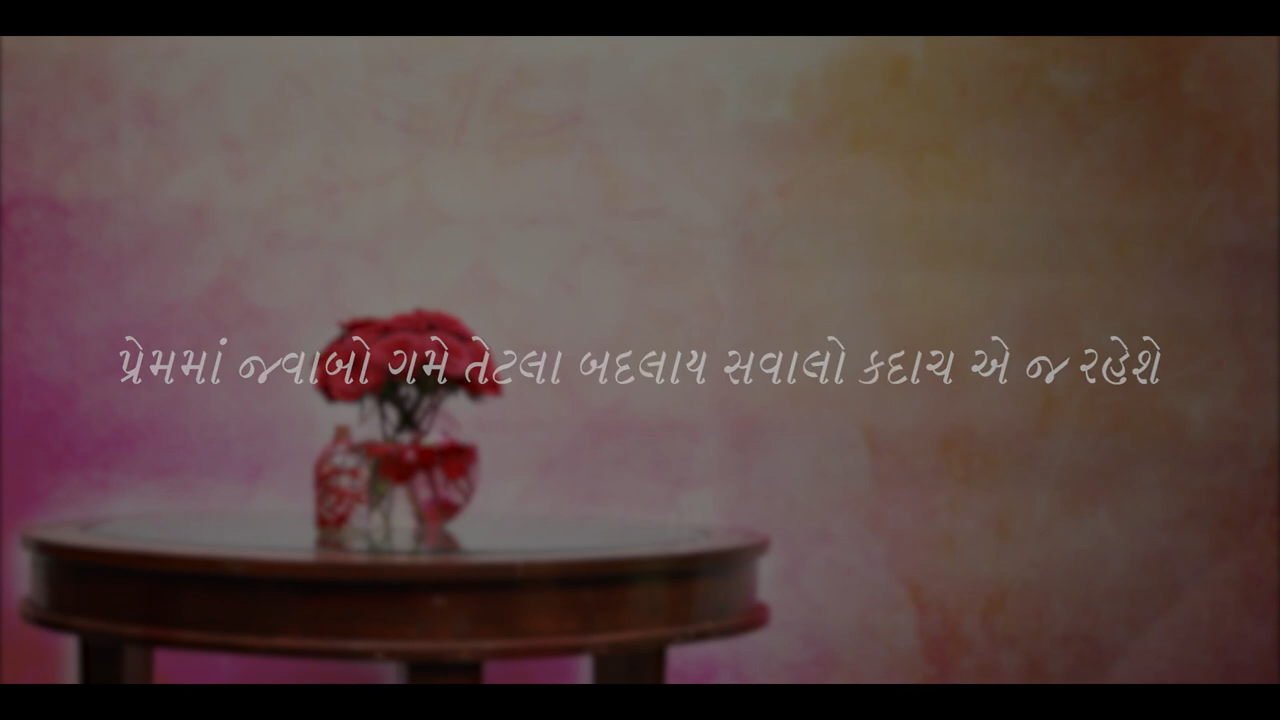 પ્રેમમાં જવાબો ગમે તેટલા બદલાય સવાલો કદાચ એ જ રહેશે